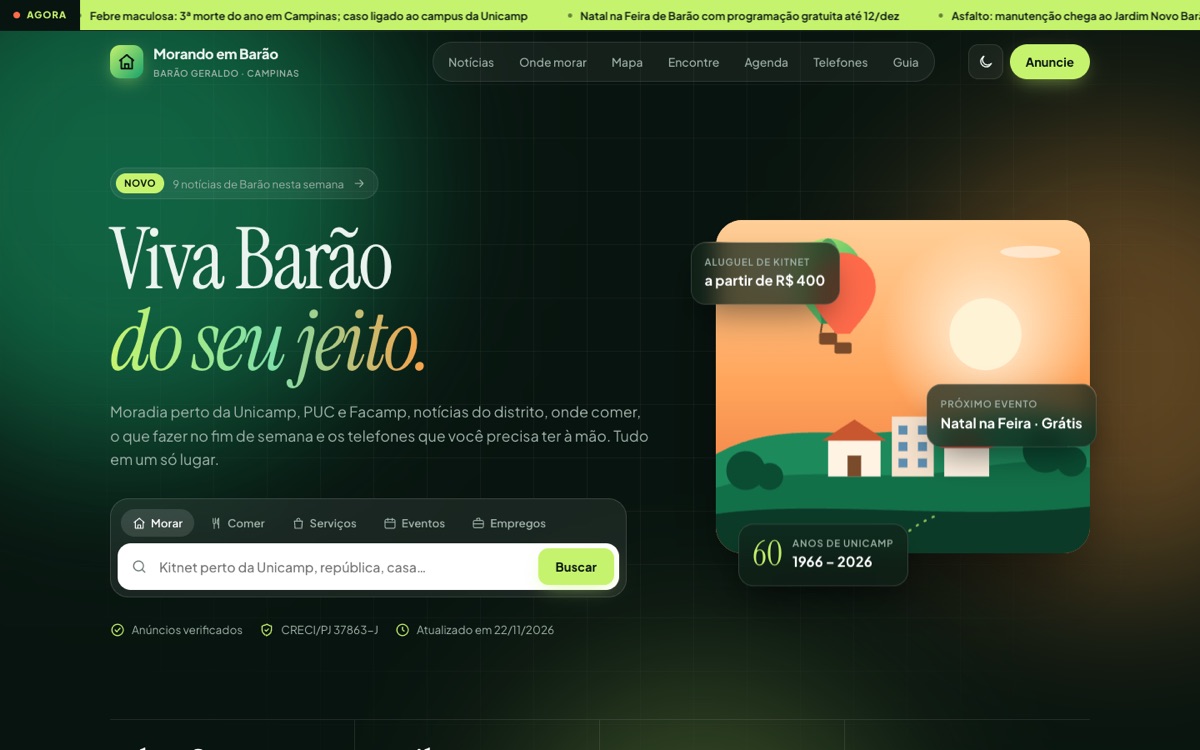 AGORA
Febre maculosa: 3ª morte do ano em Campinas; caso ligado ao campus da Unicamp
Natal na Feira de Barão com programação gratuita até 12/dez
Asfalto: manutenção chega ao Jardim Novo
Morando em Barão
BARÃO GERALDO · CAMPINAS
Notícias
Onde morar
Mapa
Encontre
Agenda
Telefones
Guia
Anuncie
NOVO
9 notícias de Barão nesta semana
Viva Barão
do seu jeito.
Moradia perto da Unicamp, PUC e Facamp, notícias do distrito, onde comer,
o que fazer no fim de semana e os telefones que você precisa ter à mão. Tudo
em um só lugar.
Morar
Comer
Serviços
Eventos
Empregos
Kitnet perto da Unicamp, república, casa…
Buscar
Anúncios verificados
CRECI/PJ 37863-J
Atualizado em 22/11/2026
ALUGUEL DE KITNET
a partir de R$ 400
PRÓXIMO EVENTO
Natal na Feira · Grátis
60
ANOS DE UNICAMP
1966 – 2026